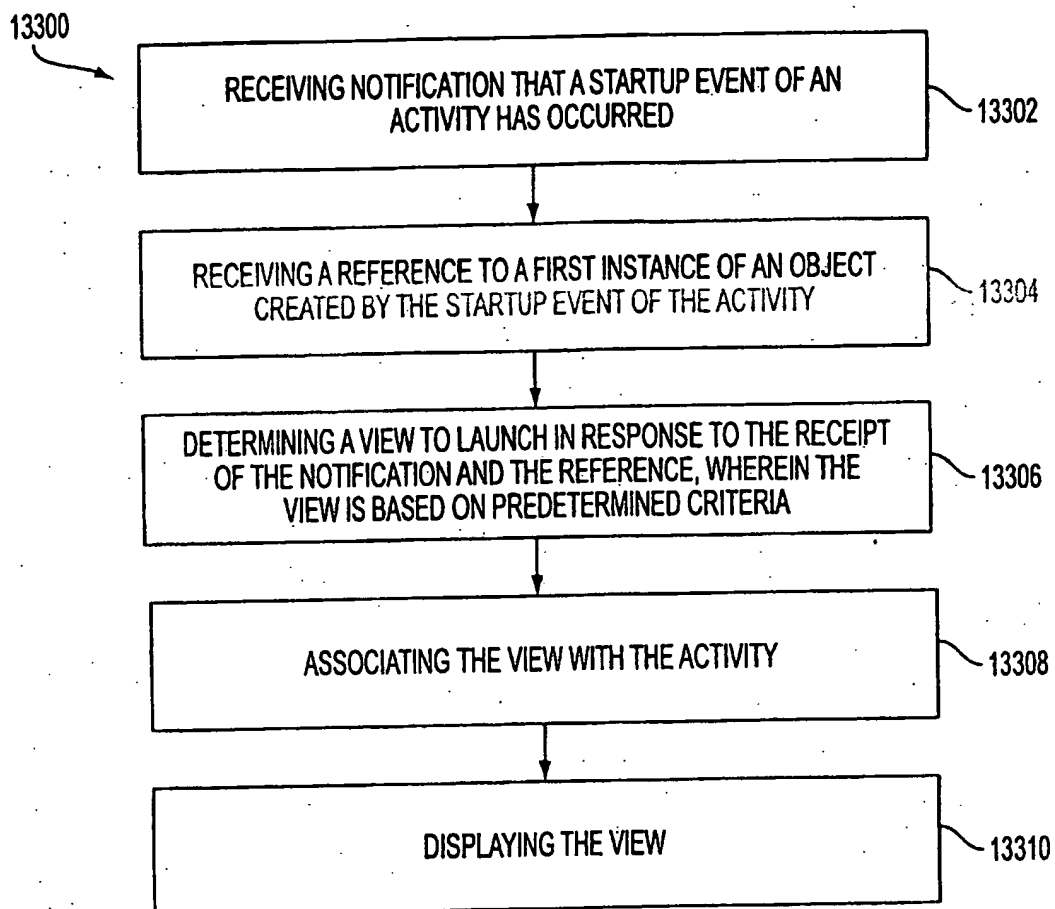 13300
RECEIVING NOTIFICATION THAT A STARTUP EVENT OF AN
ACTIVITY HAS OCCURRED
13302
RECEIVING A REFERENCE TO A FIRST INSTANCE OF AN OBJECT
CREATED BY THE STARTUP EVENT OF THE ACTIVITY
13304
DETERMINING A VIEW TO LAUNCH IN RESPONSE TO THE RECEIPT
OF THE NOTIFICATION AND THE REFERENCE, WHEREIN THE
VIEW IS BASED ON PREDETERMINED CRITERIA
13306
ASSOCIATING THE VIEW WITH THE ACTIVITY
13308
DISPLAYING THE VIEW
13310